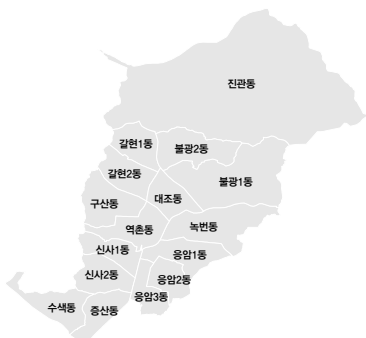 진관동
갈현1동
불광2동
갈현2동
불광1동
대조동
구산동
역촌동
녹번동
신사1동
응암1동
신사2동
응암2동
응암3동
수색동
증산동